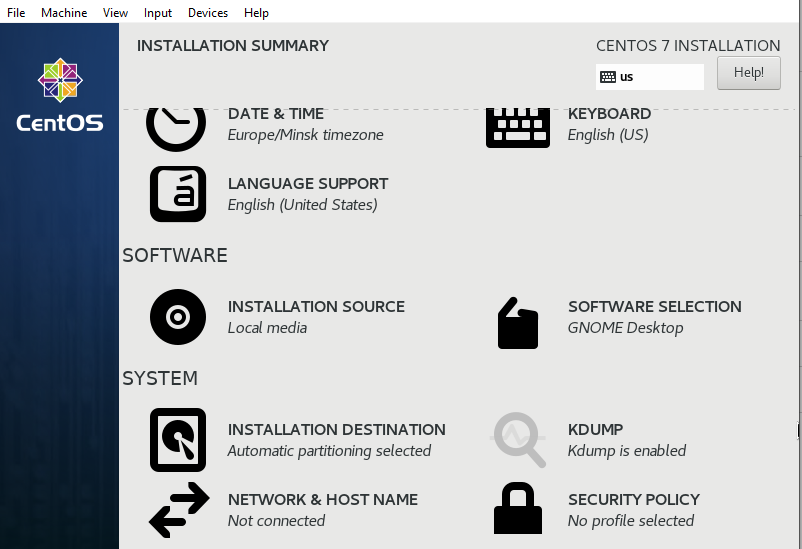 File Machine View Input Devices Help
INSTALLATION SUMMARY
CENTOS 7 INSTALLATION
us
Help!
CentOS
DATE & TIME
Europe/Minsk timezone
KEYBOARD
English (US)
á
LANGUAGE SUPPORT
English (United States)
SOFTWARE
INSTALLATION SOURCE
Local media
SOFTWARE SELECTION
GNOME Desktop
SYSTEM
INSTALLATION DESTINATION
Automatic partitioning selected
KDUMP
Kdump is enabled
NETWORK & HOST NAME
Not connected
SECURITY POLICY
No profile selected